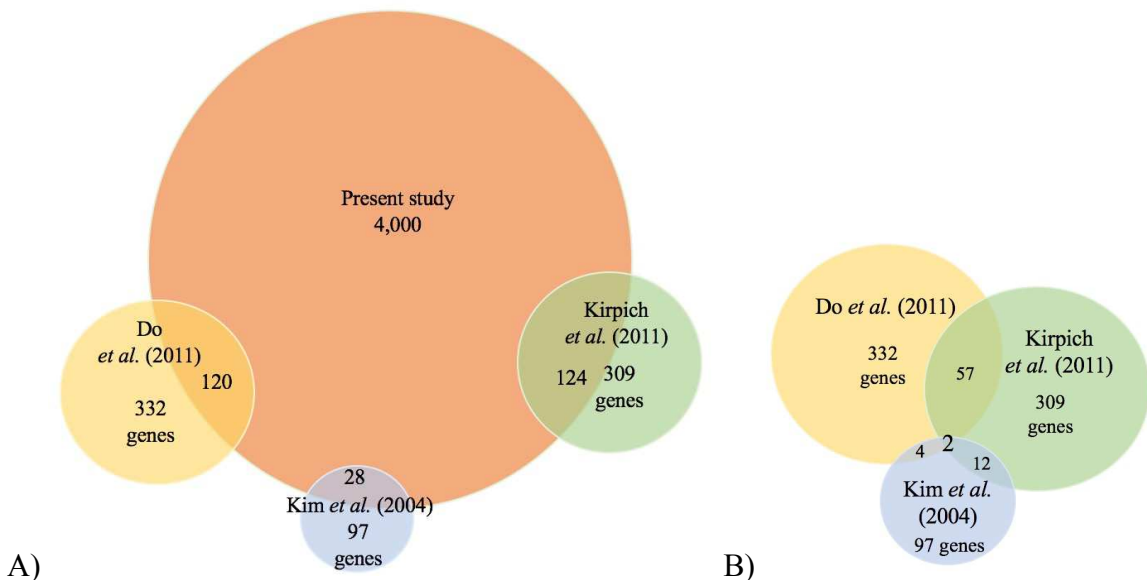 Present study
4,000
Do
et al. (2011)
120
332
genes
Kirpich
et al. (2011)
124
309
genes
28
Kim et al. (2004)
97
genes
A)
Do et al. (2011)
332
genes
57
Kirpich
et al. (2011)
309
genes
4
2
12
Kim et al.
(2004)
97 genes
B)